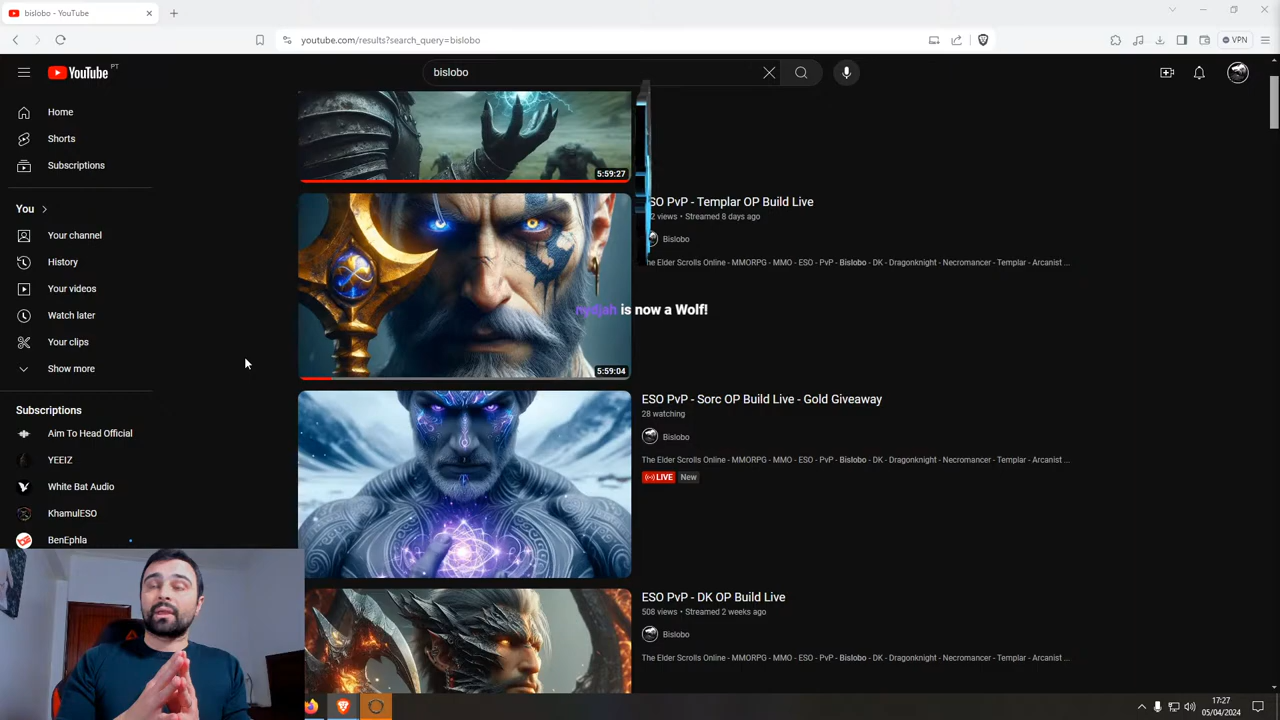 bislobo - YouTube
youtube.com/results?search_query=bislobo
VPN
YouTube PT
bislobo
Home
Shorts
Subscriptions
You
Your channel
History
Your videos
Watch later
Your clips
Show more
Subscriptions
Aim To Head Official
YEEIZ
White Bat Audio
KhamulESO
BenEphla
5:59:27
SO PvP - Templar OP Build Live
2 views • Streamed 8 days ago
Bislobo
The Elder Scrolls Online - MMORPG - MMO - ESO - PvP - Bislobo - DK - Dragonknight - Necromancer - Templar - Arcanist ...
is now a Wolf!
5:59:04
ESO PvP - Sorc OP Build Live - Gold Giveaway
28 watching
Bislobo
The Elder Scrolls Online - MMORPG - MMO - ESO - PvP - Bislobo - DK - Dragonknight - Necromancer - Templar - Arcanist ...
LIVE New
ESO PvP - DK OP Build Live
508 views • Streamed 2 weeks ago
Bislobo
The Elder Scrolls Online - MMORPG - MMO - ESO - PvP - Bislobo - DK - Dragonknight - Necromancer - Templar - Arcanist ...
17:27
05/04/2024